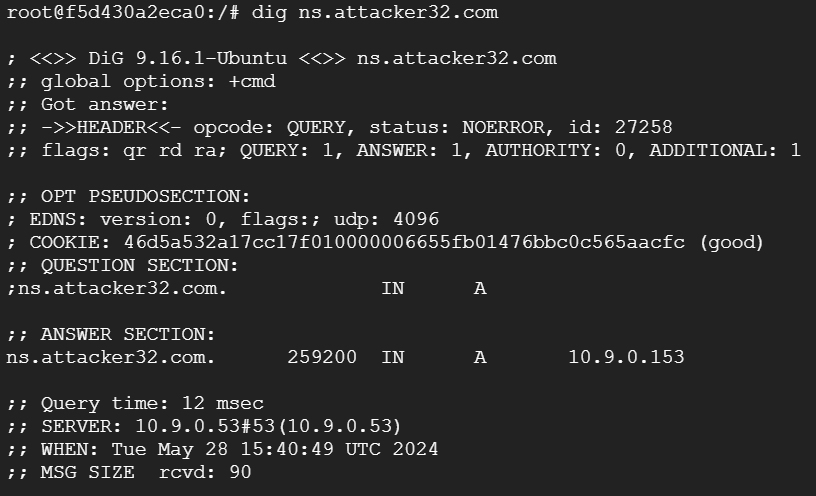 root@f5d430a2eca0:/# dig ns.attacker32.com
; <<>> DiG 9.16.1-Ubuntu <<>> ns.attacker32.com
;; global options: +cmd
;; Got answer:
;; ->>HEADER<<- opcode: QUERY, status: NOERROR, id: 27258
;; flags: qr rd ra; QUERY: 1, ANSWER: 1, AUTHORITY: 0, ADDITIONAL: 1
;; OPT PSEUDOSECTION:
; EDNS: version: 0, flags:; udp: 4096
; COOKIE: 46d5a532a17cc17f010000006655fb01476bbc0c565aacfc (good)
;; QUESTION SECTION:
;ns.attacker32.com. IN A
;; ANSWER SECTION:
ns.attacker32.com. 259200 IN A 10.9.0.153
;; Query time: 12 msec
;; SERVER: 10.9.0.53#53(10.9.0.53)
;; WHEN: Tue May 28 15:40:49 UTC 2024
;; MSG SIZE rcvd: 90